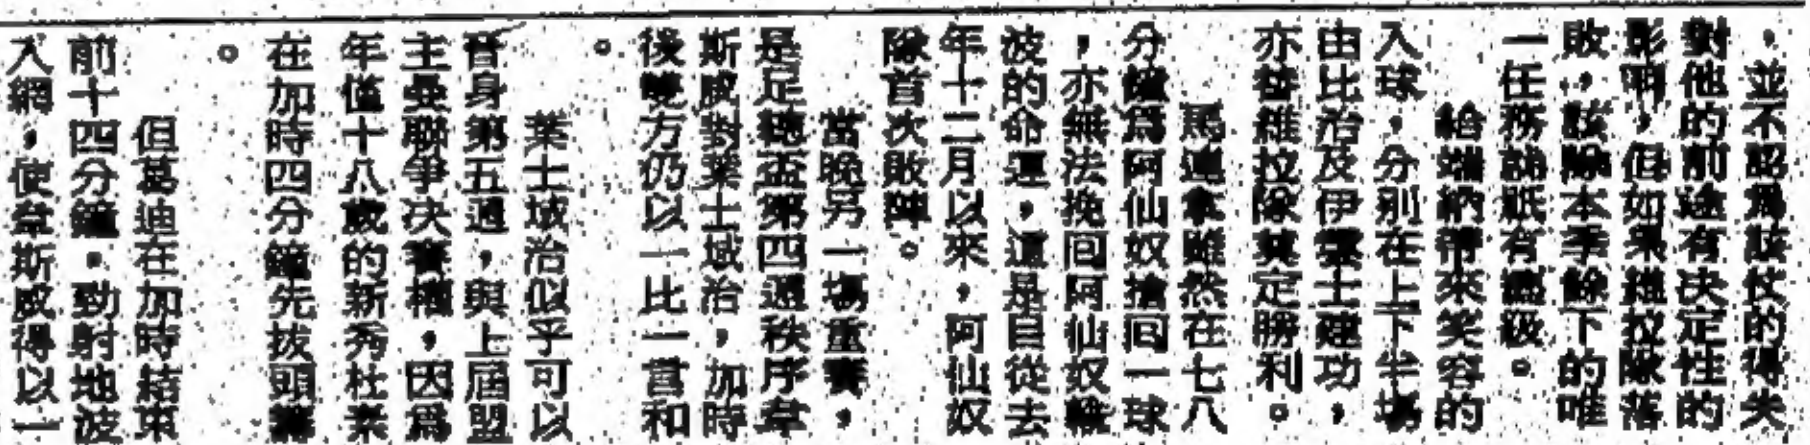 ，並不認爲該仗的得失
對他的前途有決定性的
影响，但如果維拉隊落
敗，該隊本季餘下的唯
一任務就祇有護級。
給端納帶來笑容的
入球，分別在上下半場
由比治及伊雲士建功，
亦替維拉隊奠定勝利。
馬連拿雖然在七八
分鐘爲阿仙奴搶回一球
，亦無法挽回阿仙奴輸
波的命運，這是自從去
年十二月以來，阿仙奴
隊首次敗陣。
當晚另一場重賽，
是足總盃第四週秩序韋
斯咸對葉士域治，加時
後雙方仍以一比一言和
。
葉士域治似乎可以
晉身第五週，與上屆盟
主曼聯爭決賽權，因爲
年僅十八歲的新秀杜業
在加時四分鐘先拔頭籌
。
但葛迪在加時結束
前十四分鐘，勁射地波
入網，使韋斯咸得以一